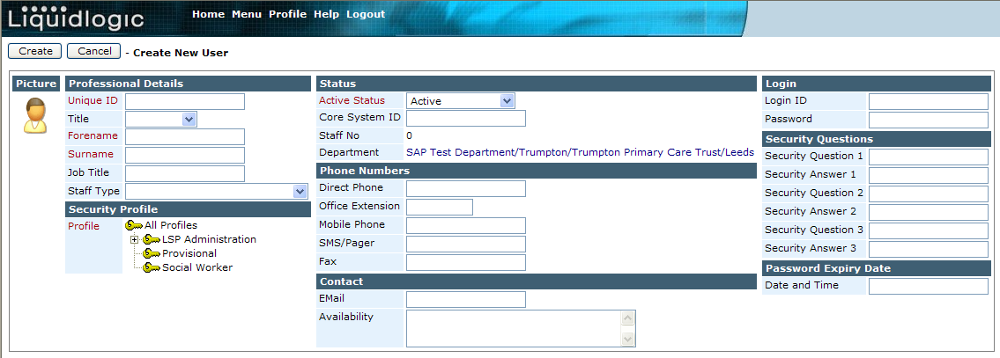 Liquidlogic
Home Menu Profile Help Logout
Create Cancel - Create New User
Picture
Professional Details
Unique ID
Title
Forename
Surname
Job Title
Staff Type
Security Profile
Profile
All Profiles
LSP Administration
Provisional
Social Worker
Status
Active Status Active
Core System ID
Staff No 0
Department SAP Test Department/Trumpton/Trumpton Primary Care Trust/Leeds
Phone Numbers
Direct Phone
Office Extension
Mobile Phone
SMS/Pager
Fax
Contact
EMail
Availability
Login
Login ID
Password
Security Questions
Security Question 1
Security Answer 1
Security Question 2
Security Answer 2
Security Question 3
Security Answer 3
Password Expiry Date
Date and Time